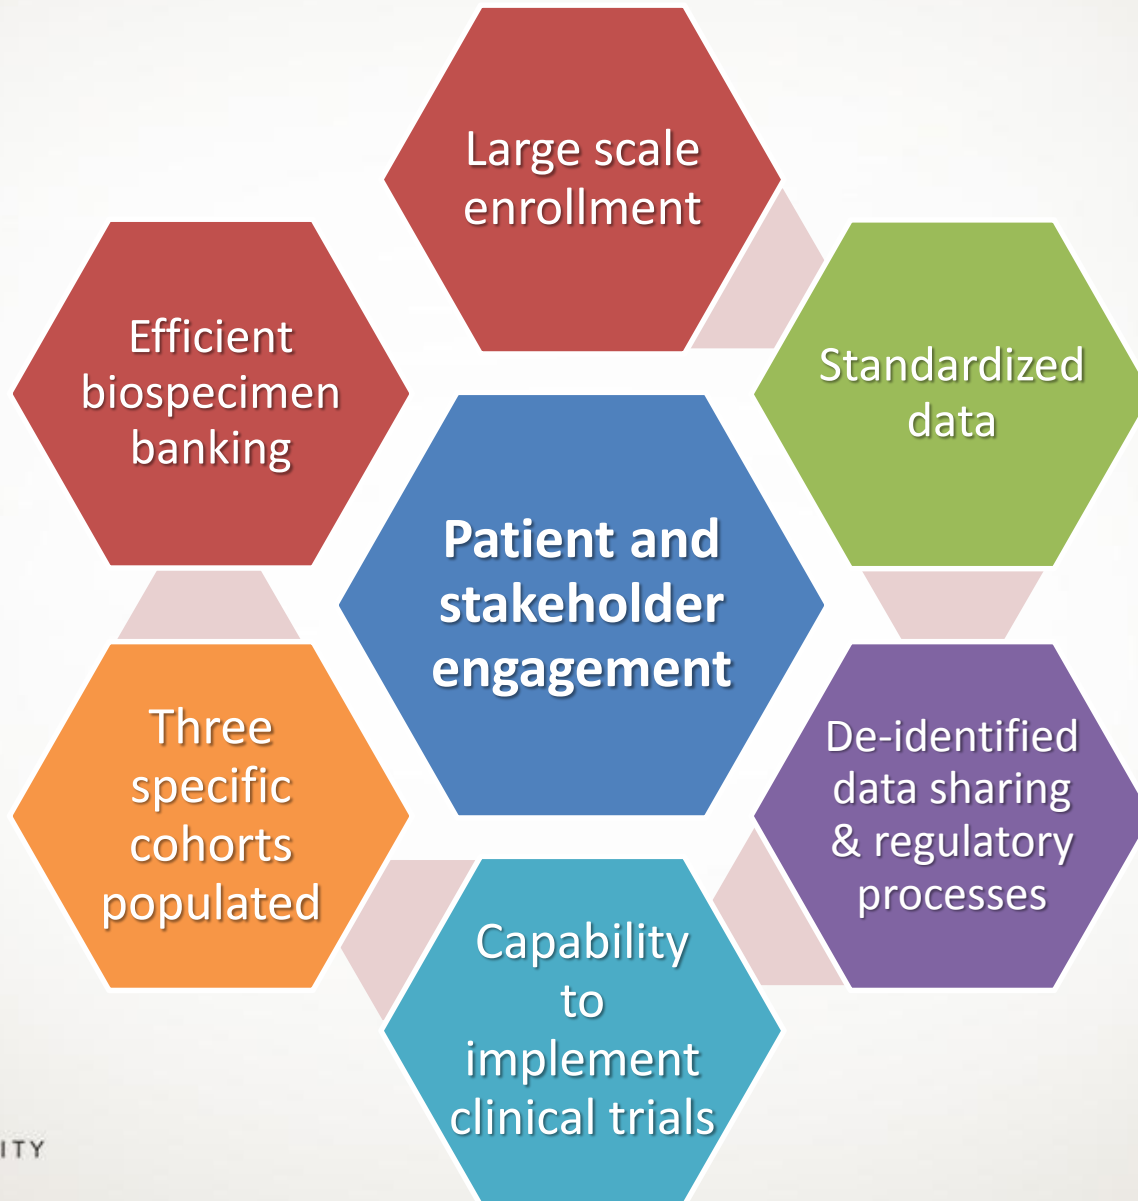 Large scale
enrollment
Efficient
biospecimen
banking
Standardized
data
Patient and
stakeholder
engagement
Three
specific
cohorts
populated
De-identified
data sharing
& regulatory
processes
Capability
to
implement
clinical trials
ITY